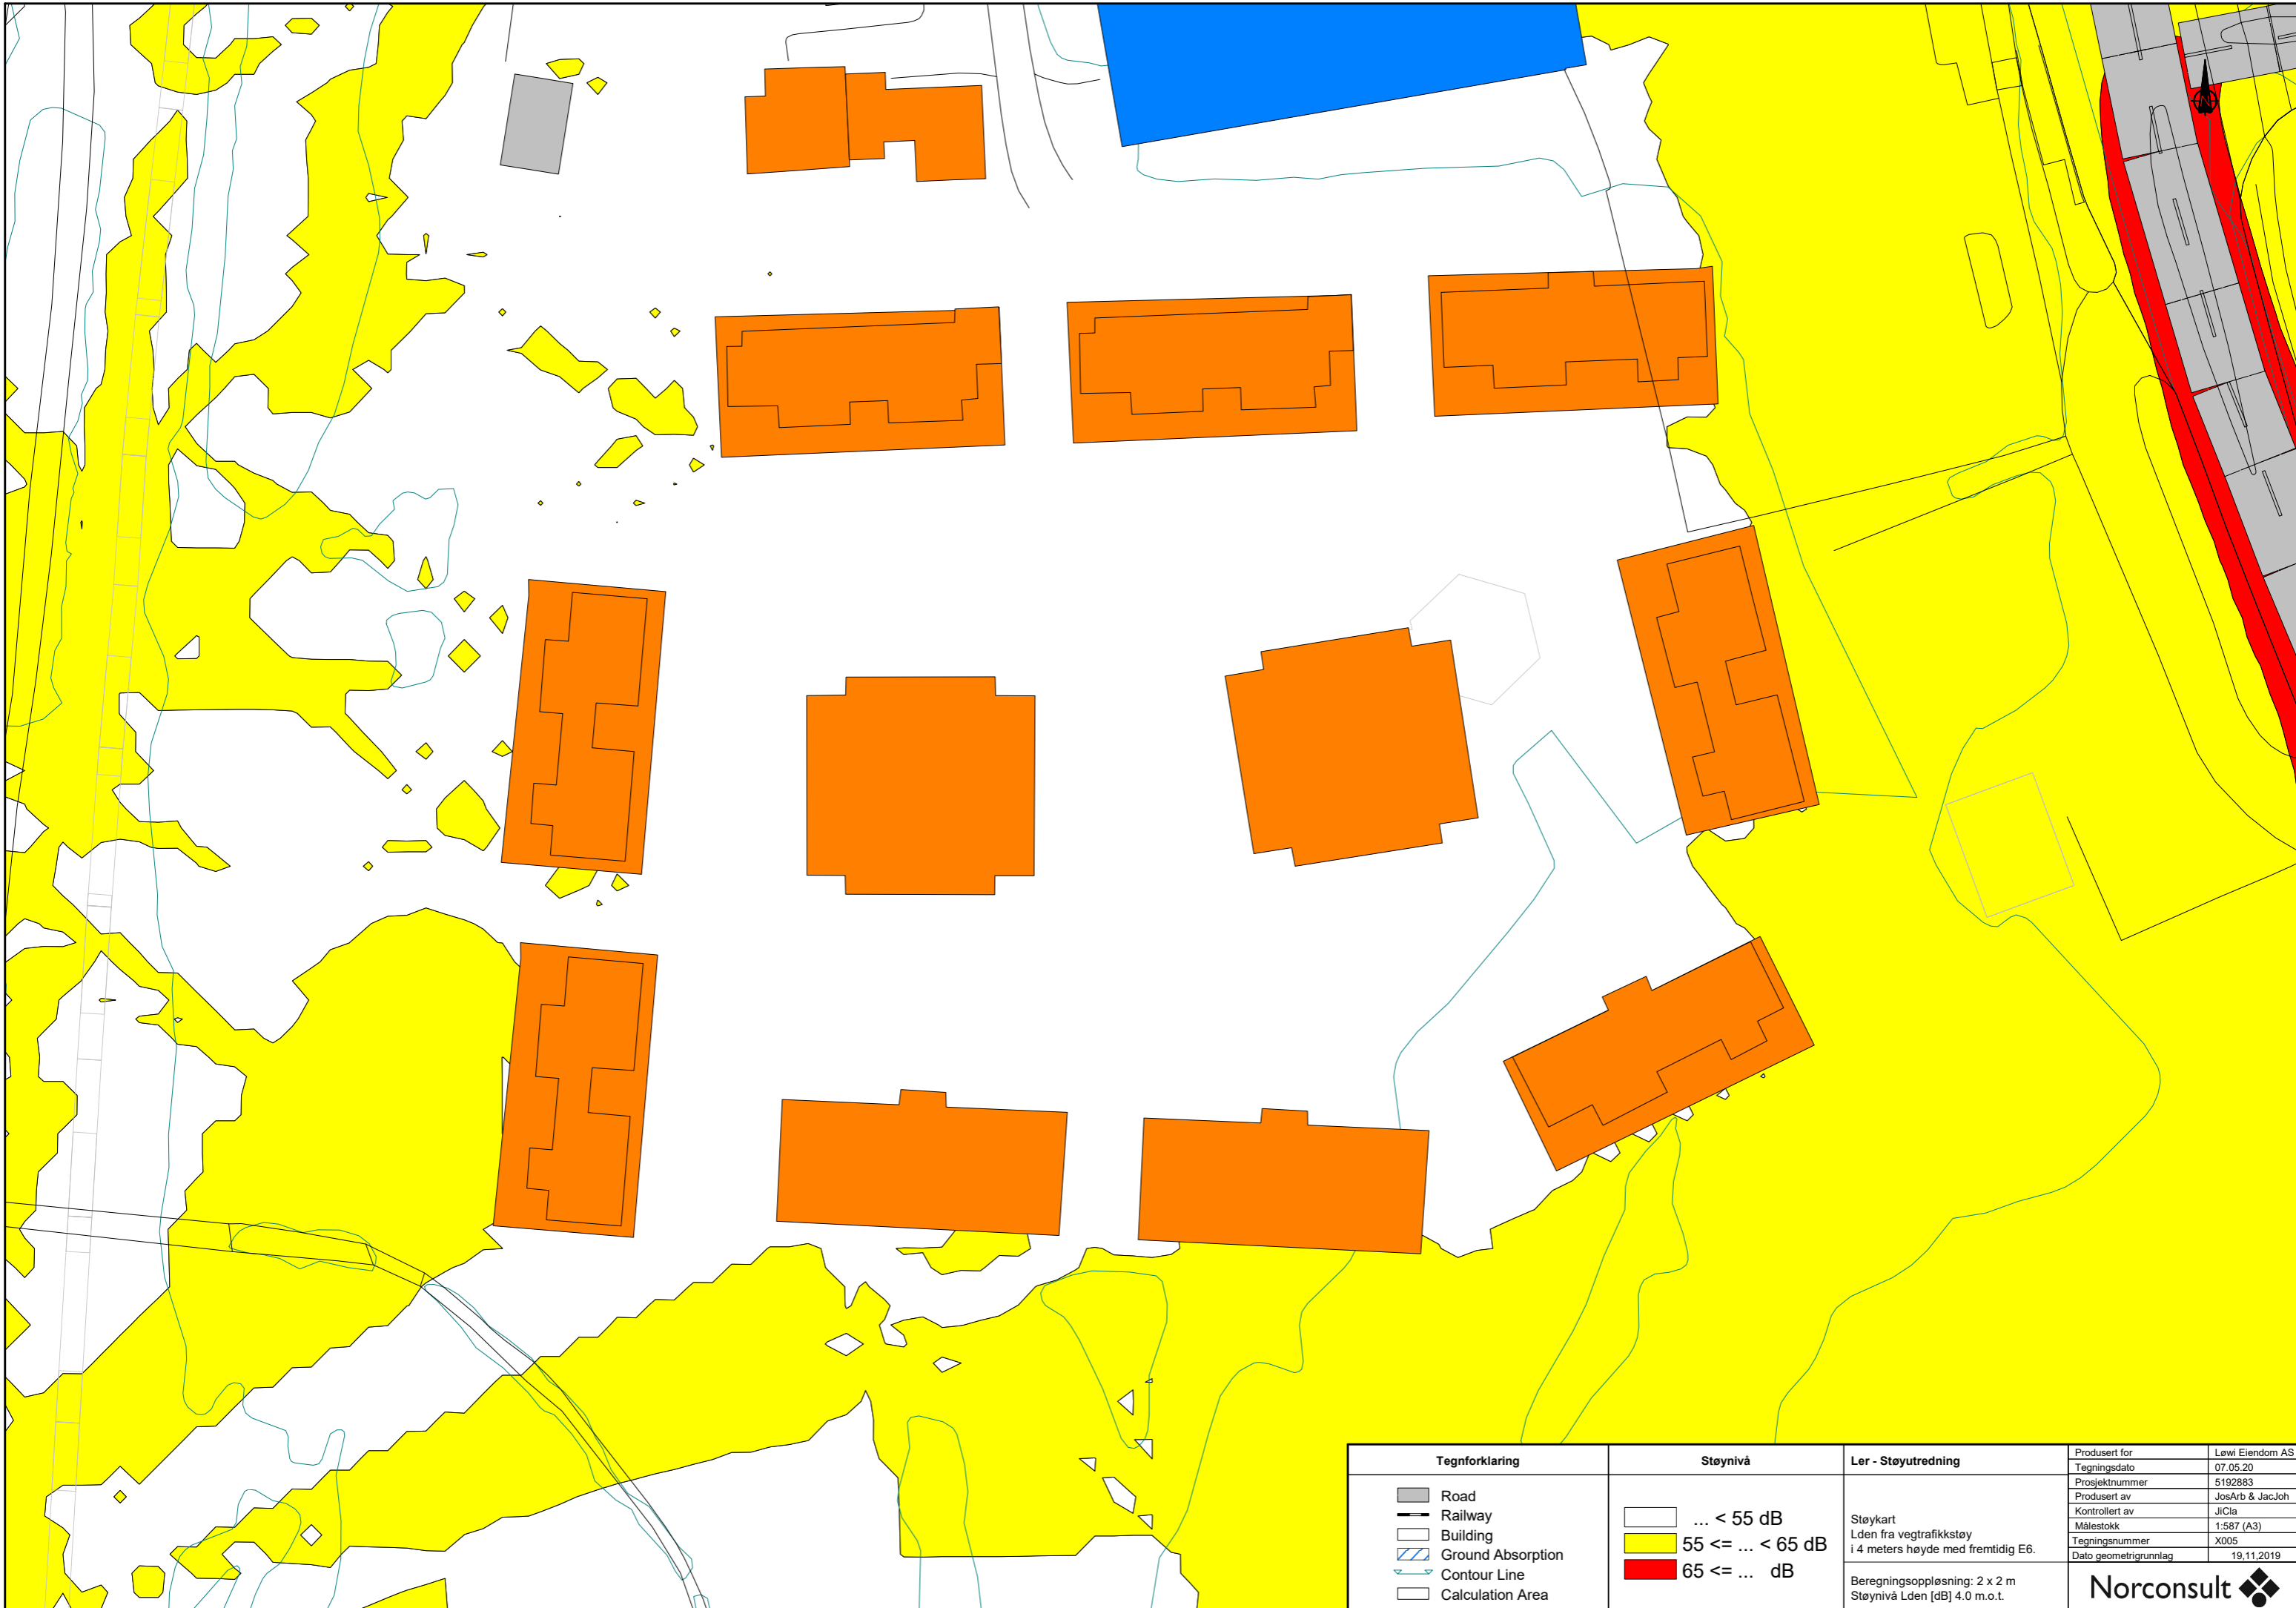 N
Tegnforklaring
Road
Railway
Building
Ground Absorption
Contour Line
Calculation Area
Støynivå
... < 55 dB
55 <= ... < 65 dB
65 <= ... dB
Ler - Støyutredning
Støykart
Lden fra vegtrafikkstøy
i 4 meters høyde med fremtidig E6.
Beregningsoppløsning: 2 x 2 m
Støynivå Lden [dB] 4.0 m.o.t.
Produsert for Løwi Eiendom AS
Tegningsdato 07.05.20
Prosjektnummer 5192883
Produsert av JosArb & JacJoh
Kontrollert av JiCla
Målestokk 1:587 (A3)
Tegningsnummer X005
Dato geometrigrunnlag 19,11,2019
Norconsult